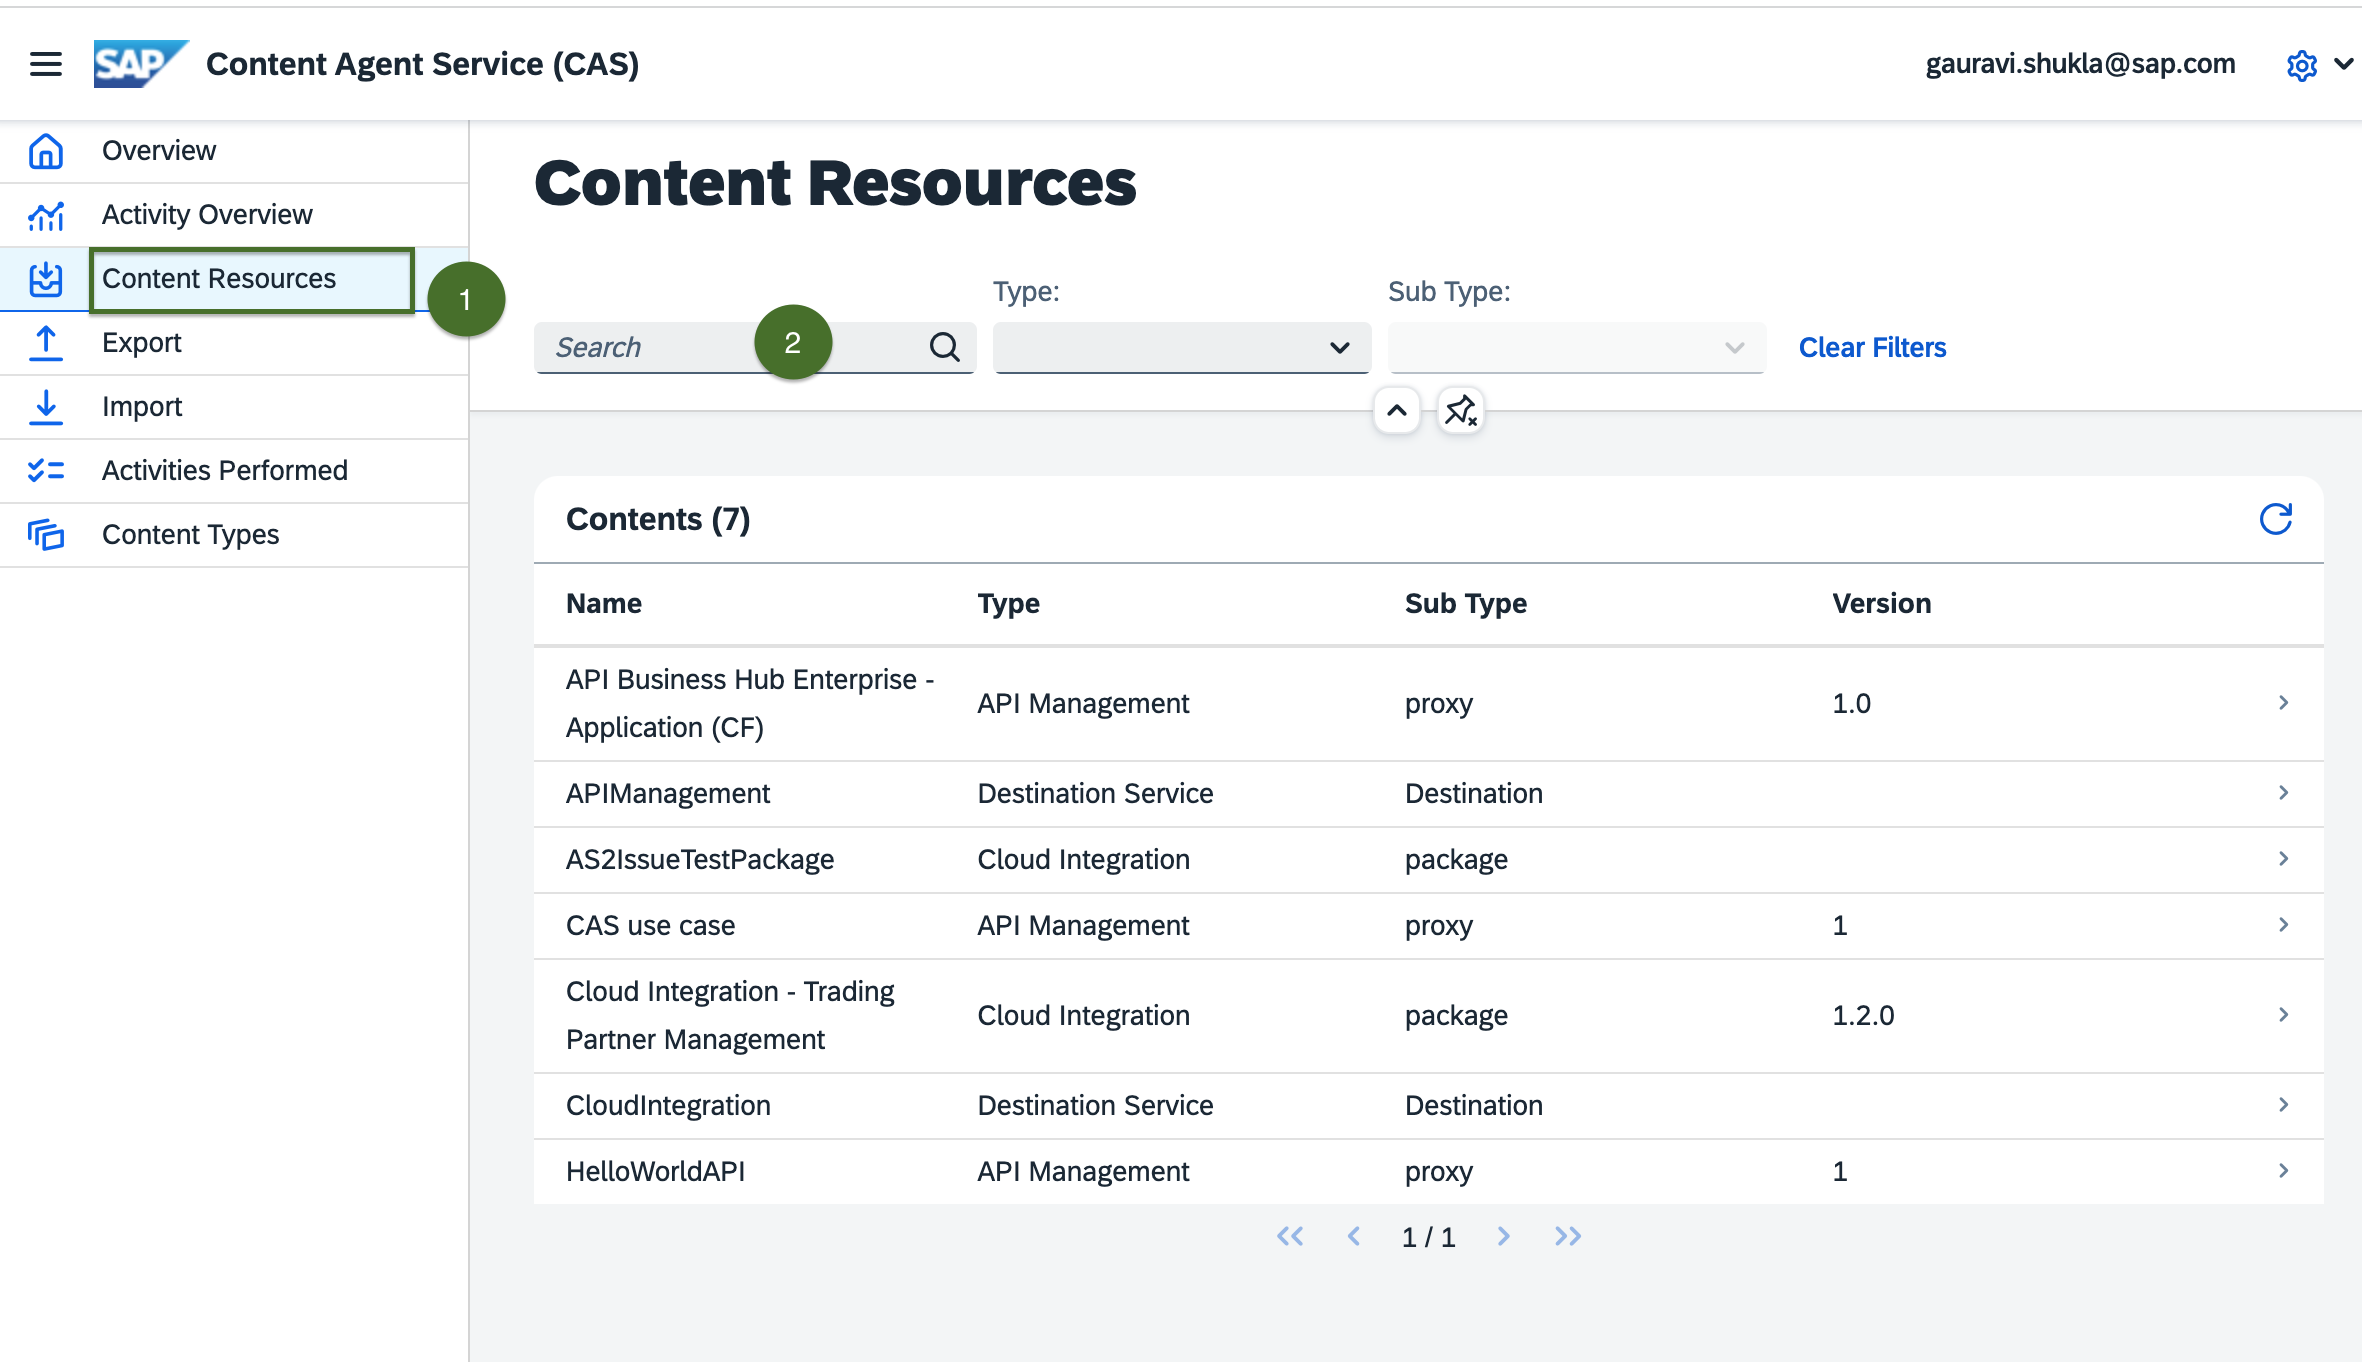 SAP Content Agent Service (CAS) gauravi.shukla@sap.com
Overview
Activity Overview
Content Resources
1
Export
Import
Activities Performed
Content Types
Content Resources
Type: Sub Type:
Search 2 Clear Filters
Contents (7)
Name Type Sub Type Version
API Business Hub Enterprise -
Application (CF) API Management proxy 1.0
APIManagement Destination Service Destination
AS2IssueTestPackage Cloud Integration package
CAS use case API Management proxy 1
Cloud Integration - Trading
Partner Management Cloud Integration package 1.2.0
CloudIntegration Destination Service Destination
HelloWorldAPI API Management proxy 1
1 / 1